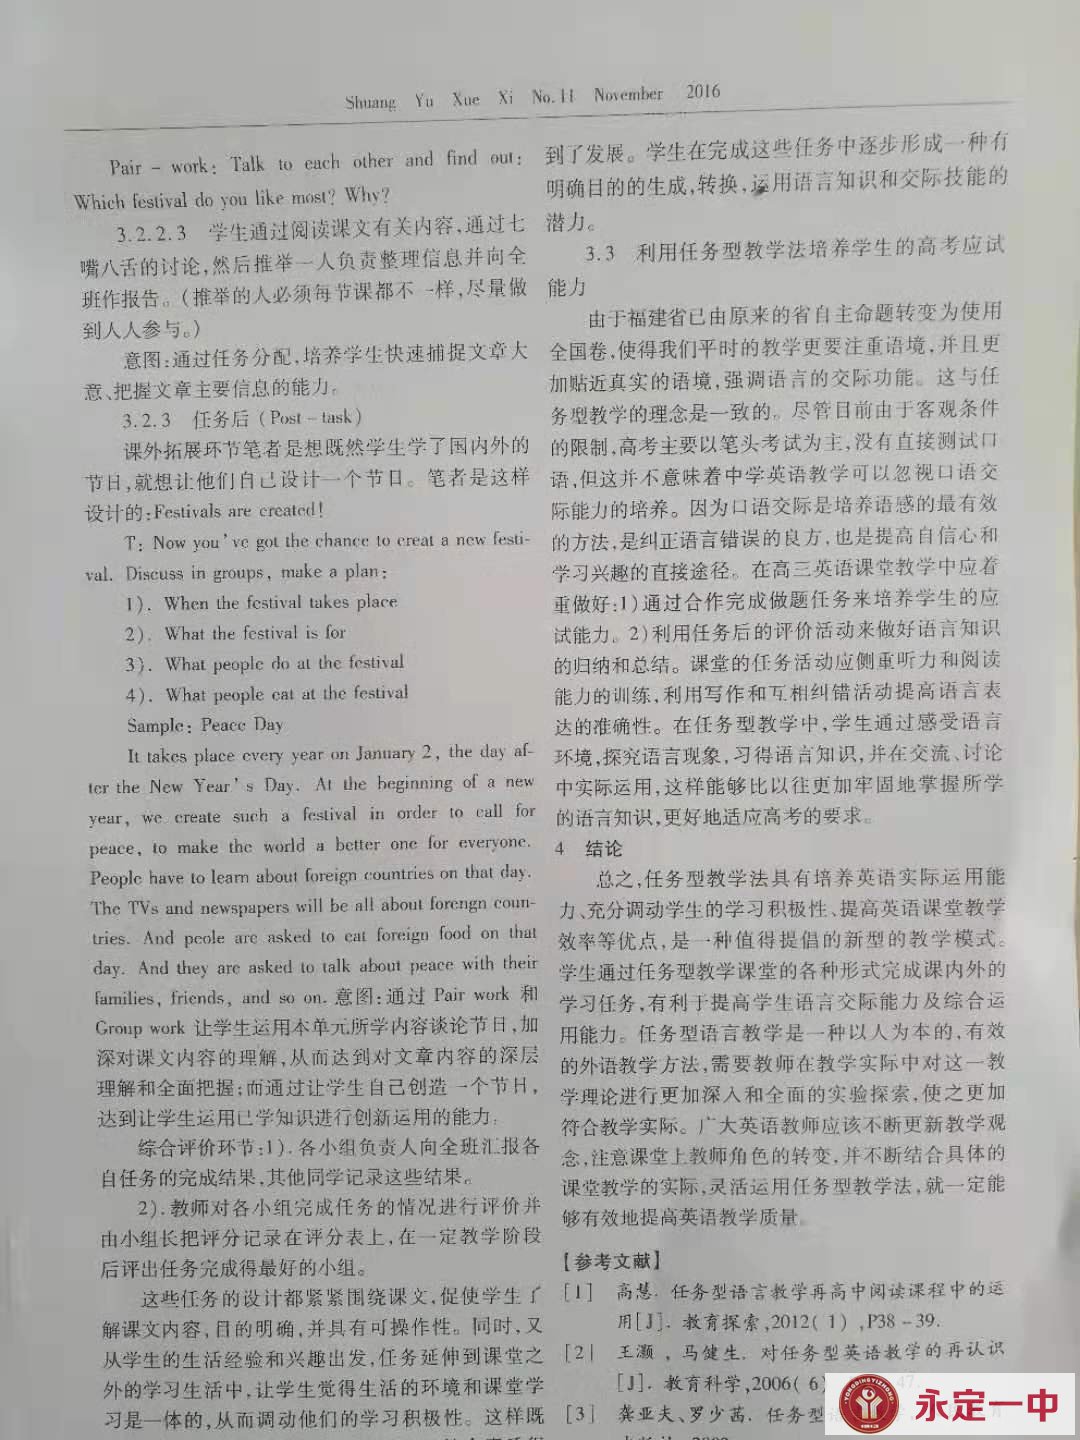 Shuang Yu Xue Xi No.11 November 2016
Pair - work: Talk to each other and find out:
Which festival do you like most? Why?
3.2.2.3 学生通过阅读课文有关内容,通过七
嘴八舌的讨论,然后推举一人负责整理信息并向全
班作报告。(推举的人必须每节课都不一样,尽量做
到人人参与。)
意图:通过任务分配,培养学生快速捕捉文章大
意、把握文章主要信息的能力。
3.2.3 任务后(Post-task)
课外拓展环节笔者是想既然学生学了国内外的
节日,就想让他们自己设计一个节日。笔者是这样
设计的:Festivals are created!
T: Now you've got the chance to creat a new festi-
val. Discuss in groups, make a plan:
1). When the festival takes place
2). What the festival is for
3). What people do at the festival
4). What people eat at the festival
Sample: Peace Day
It takes place every year on January 2, the day af-
ter the New Year's Day. At the beginning of a new
year, we create such a festival in order to call for
peace, to make the world a better one for everyone.
People have to learn about foreign countries on that day.
The TVs and newspapers will be all about forengn coun-
tries. And peole are asked to eat foreign food on that
day. And they are asked to talk about peace with their
families, friends, and so on. 意图:通过 Pair work 和
Group work 让学生运用本单元所学内容谈论节日,加
深对课文内容的理解,从而达到对文章内容的深层
理解和全面把握;而通过让学生自己创造一个节日,
达到让学生运用已学知识进行创新运用的能力。
综合评价环节:1). 各小组负责人向全班汇报各
自任务的完成结果,其他同学记录这些结果。
2). 教师对各小组完成任务的情况进行评价并
由小组长把评分记录在评分表上,在一定教学阶段
后评出任务完成得最好的小组。
这些任务的设计都紧紧围绕课文,促使学生了
解课文内容,目的明确,并具有可操作性。同时,又
从学生的生活经验和兴趣出发,任务延伸到课堂之
外的学习生活中,让学生觉得生活的环境和课堂学
习是一体的,从而调动他们的学习积极性。这样既
到了发展。学生在完成这些任务中逐步形成一种有
明确目的的生成,转换,运用语言知识和交际技能的
潜力。
3.3 利用任务型教学法培养学生的高考应试
能力
由于福建省已由原来的省自主命题转变为使用
全国卷,使得我们平时的教学更要注重语境,并且更
加贴近真实的语境,强调语言的交际功能。这与任
务型教学的理念是一致的。尽管目前由于客观条件
的限制,高考主要以笔头考试为主,没有直接测试口
语,但这并不意味着中学英语教学可以忽视口语交
际能力的培养。因为口语交际是培养语感的最有效
的方法,是纠正语言错误的良方,也是提高自信心和
学习兴趣的直接途径。在高三英语课堂教学中应着
重做好:1)通过合作完成做题任务来培养学生的应
试能力。2)利用任务后的评价活动来做好语言知识
的归纳和总结。课堂的任务活动应侧重听力和阅读
能力的训练,利用写作和互相纠错活动提高语言表
达的准确性。在任务型教学中,学生通过感受语言
环境,探究语言现象,习得语言知识,并在交流、讨论
中实际运用,这样能够比以往更加牢固地掌握所学
的语言知识,更好地适应高考的要求。
4 结论
总之,任务型教学法具有培养英语实际运用能
力、充分调动学生的学习积极性、提高英语课堂教学
效率等优点,是一种值得提倡的新型的教学模式。
学生通过任务型教学课堂的各种形式完成课内外的
学习任务,有利于提高学生语言交际能力及综合运
用能力。任务型语言教学是一种以人为本的,有效
的外语教学方法,需要教师在教学实际中对这一教
学理论进行更加深入和全面的实验探索,使之更加
符合教学实际。广大英语教师应该不断更新教学观
念,注意课堂上教师角色的转变,并不断结合具体的
课堂教学的实际,灵活运用任务型教学法,就一定能
够有效地提高英语教学质量。
【参考文献】
[1] 高慧. 任务型语言教学再高中阅读课程中的运
用[J]. 教育探索,2012(1),P38-39.
[2] 王灏, 马健生. 对任务型英语教学的再认识
[J]. 教育科学,2006(6) 47.
[3] 龚亚夫、罗少茜. 任务型
YONGDINGYIZHONG
永定一中